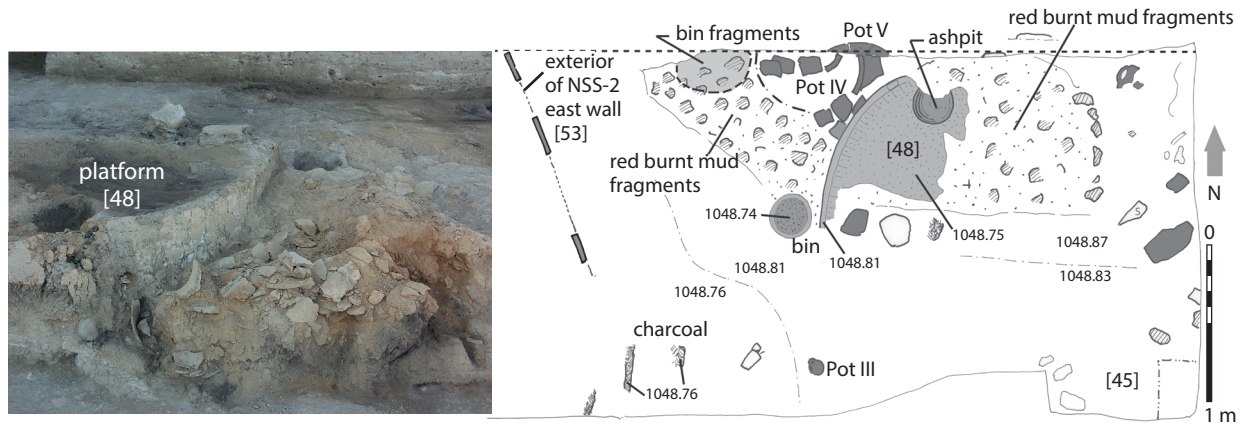 platform
[48]
exterior
of NSS-2
east wall
[53]
bin fragments
Pot V
ashpit
red burnt mud fragments
Pot IV
[48]
red burnt mud
fragments
1048.74
bin
1048.75
1048.87
1048.81
1048.81
1048.83
1048.76
charcoal
1048.76
Pot III
[45]
S
N
0
1 m